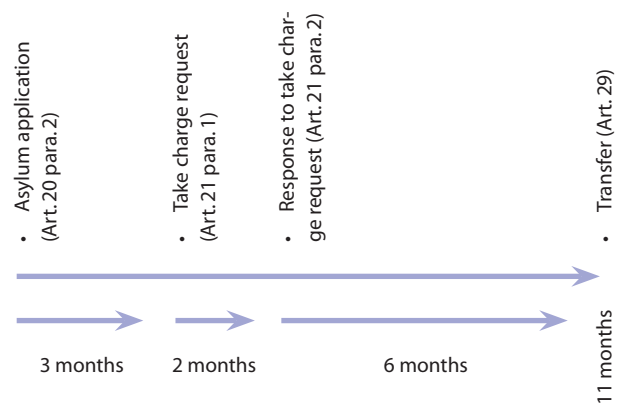 • Asylum application
(Art. 20 para. 2)
• Take charge request
(Art. 21 para. 1)
• Response to take char-
ge request (Art. 21 para. 2)
• Transfer (Art. 29)
3 months
2 months
6 months
11 months